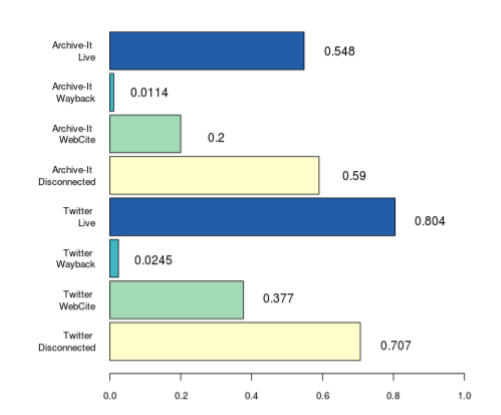 Archive-It
Live
0.548
Archive-It
Wayback
0.0114
Archive-It
WebCite
0.2
Archive-It
Disconnected
0.59
Twitter
Live
0.804
Twitter
Wayback
0.0245
Twitter
WebCite
0.377
Twitter
Disconnected
0.707
0.0 0.2 0.4 0.6 0.8 1.0